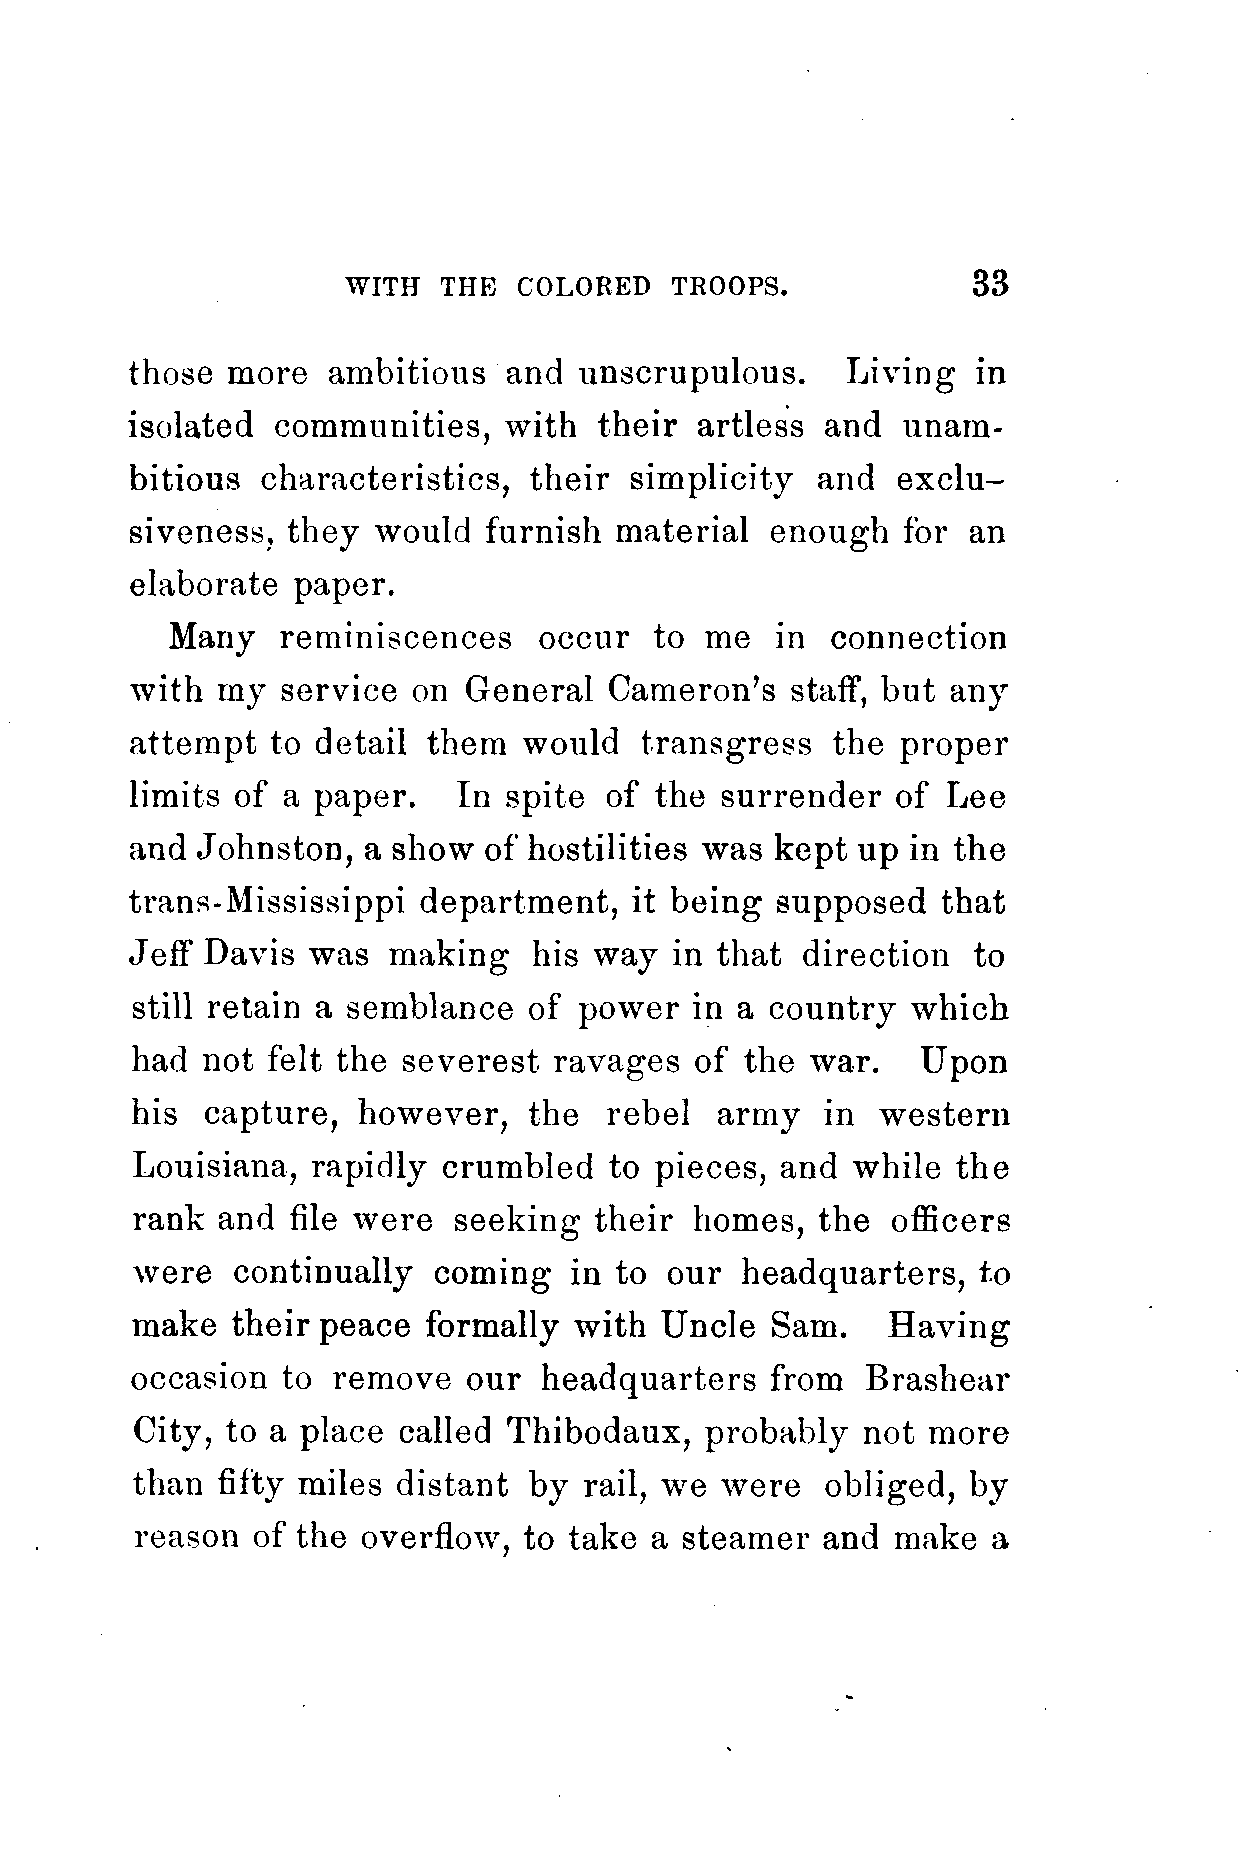 WITH THE COLORED TROOPS. 33
those more ambitious and unscrupulous. Living in
isolated communities, with their artless and unam-
bitious characteristics, their simplicity and exclu-
siveness, they would furnish material enough for an
elaborate paper.
Many reminiscences occur to me in connection
with my service on General Cameron's staff, but any
attempt to detail them would transgress the proper
limits of a paper. In spite of the surrender of Lee
and Johnston, a show of hostilities was kept up in the
trans-Mississippi department, it being supposed that
Jeff Davis was making his way in that direction to
still retain a semblance of power in a country which
had not felt the severest ravages of the war. Upon
his capture, however, the rebel army in western
Louisiana, rapidly crumbled to pieces, and while the
rank and file were seeking their homes, the officers
were continually coming in to our headquarters, to
make their peace formally with Uncle Sam. Having
occasion to remove our headquarters from Brashear
City, to a place called Thibodaux, probably not more
than fifty miles distant by rail, we were obliged, by
reason of the overflow, to take a steamer and make a